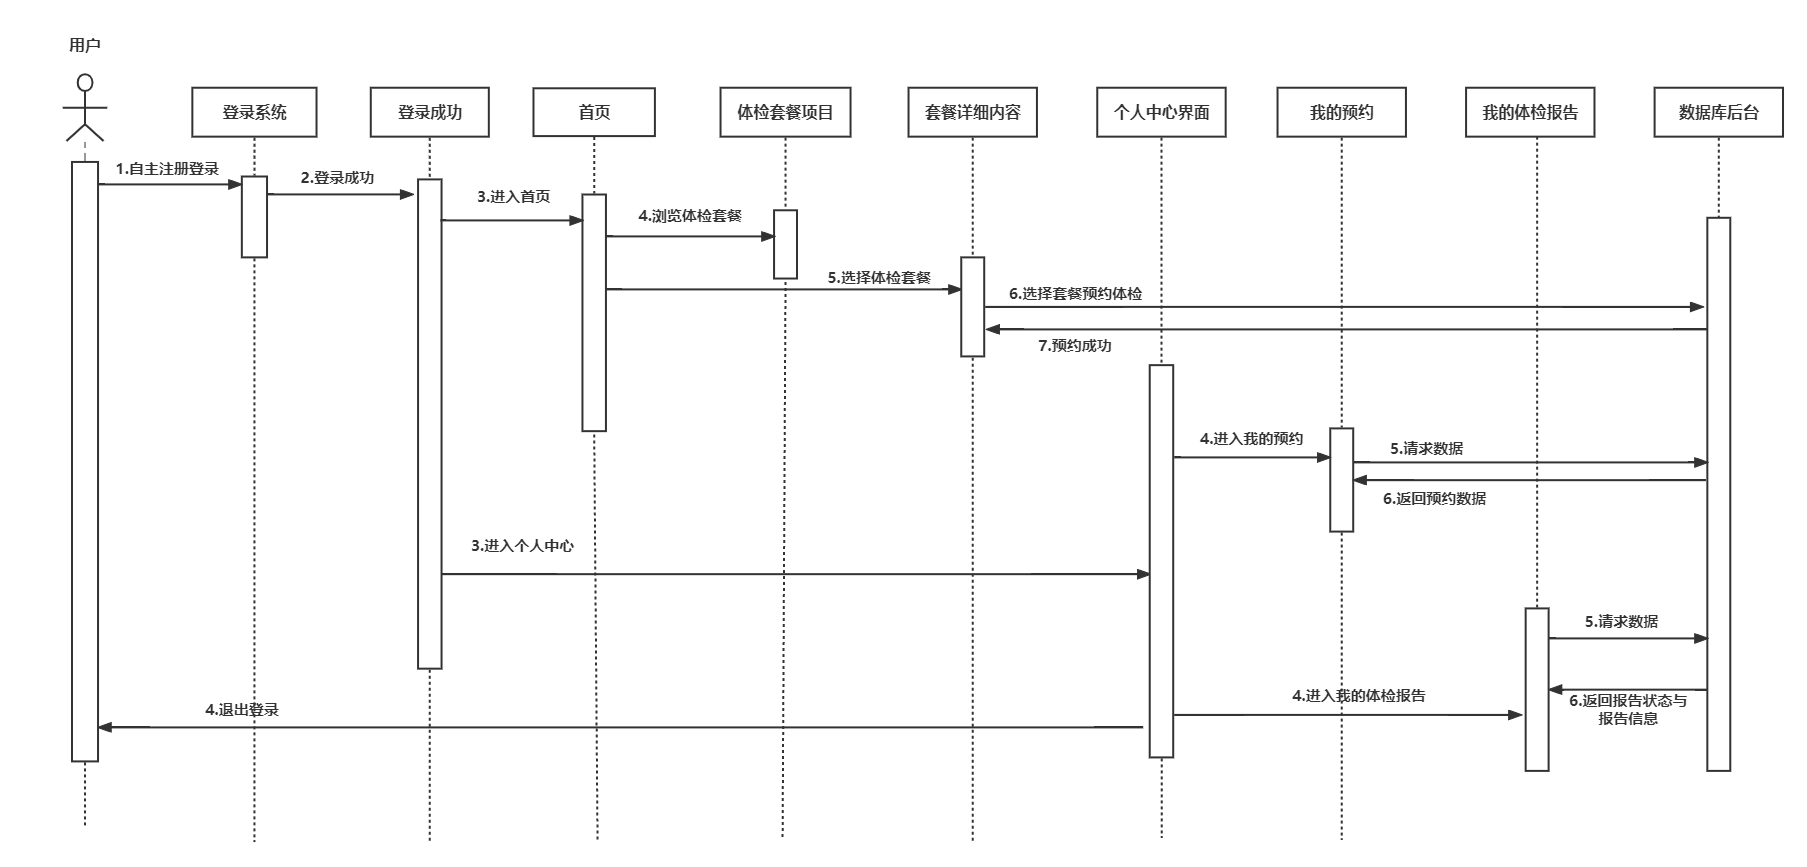 用户
登录系统
登录成功
首页
体检套餐项目
套餐详细内容
个人中心界面
我的预约
我的体检报告
数据库后台
1.自主注册登录
2.登录成功
3.进入首页
4.浏览体检套餐
5.选择体检套餐
6.选择套餐预约体检
7.预约成功
4.进入我的预约
5.请求数据
6.返回预约数据
3.进入个人中心
5.请求数据
4.进入我的体检报告
6.返回报告状态与
报告信息
4.退出登录